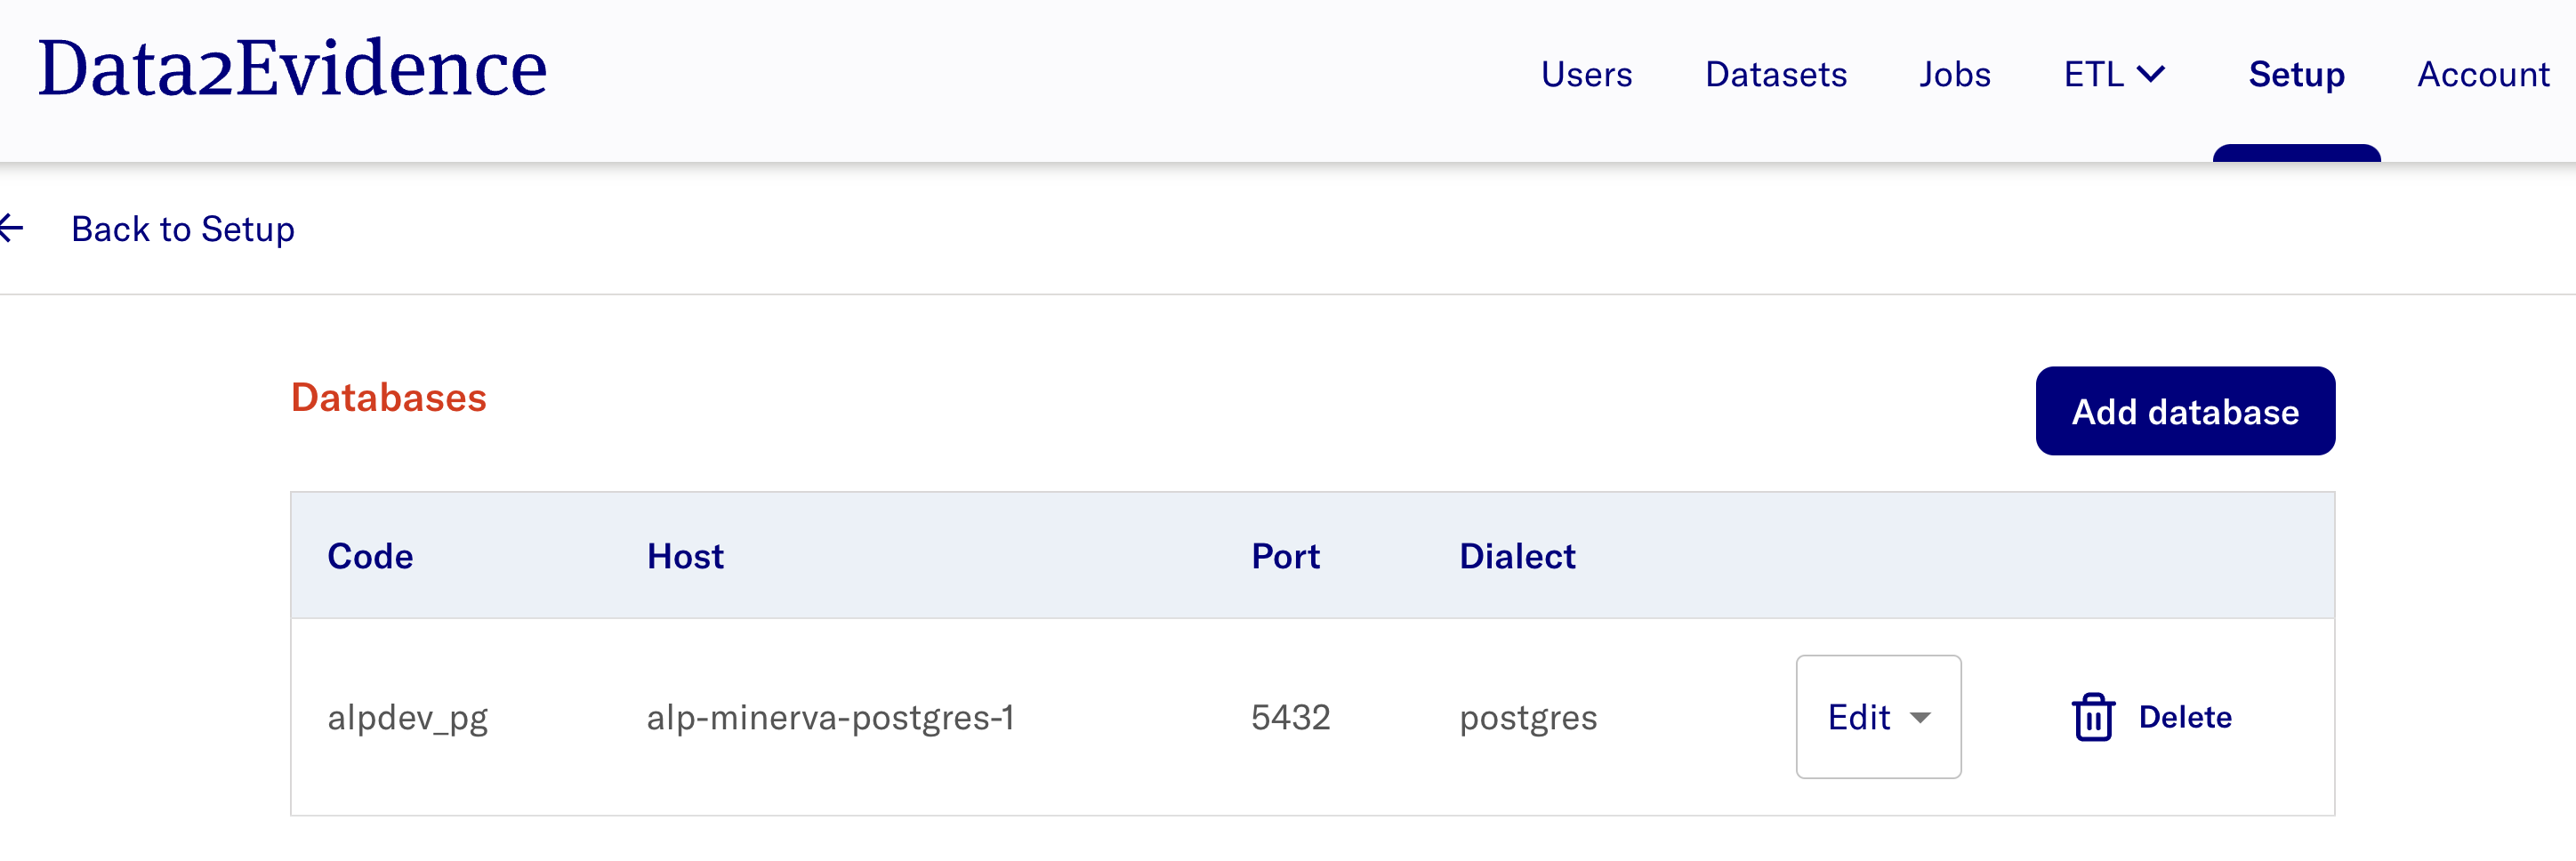 Data2Evidence
Users Datasets Jobs ETL Setup Account
Back to Setup
Databases
Add database
Code Host Port Dialect
alpdev_pg alp-minerva-postgres-1 5432 postgres Edit Delete